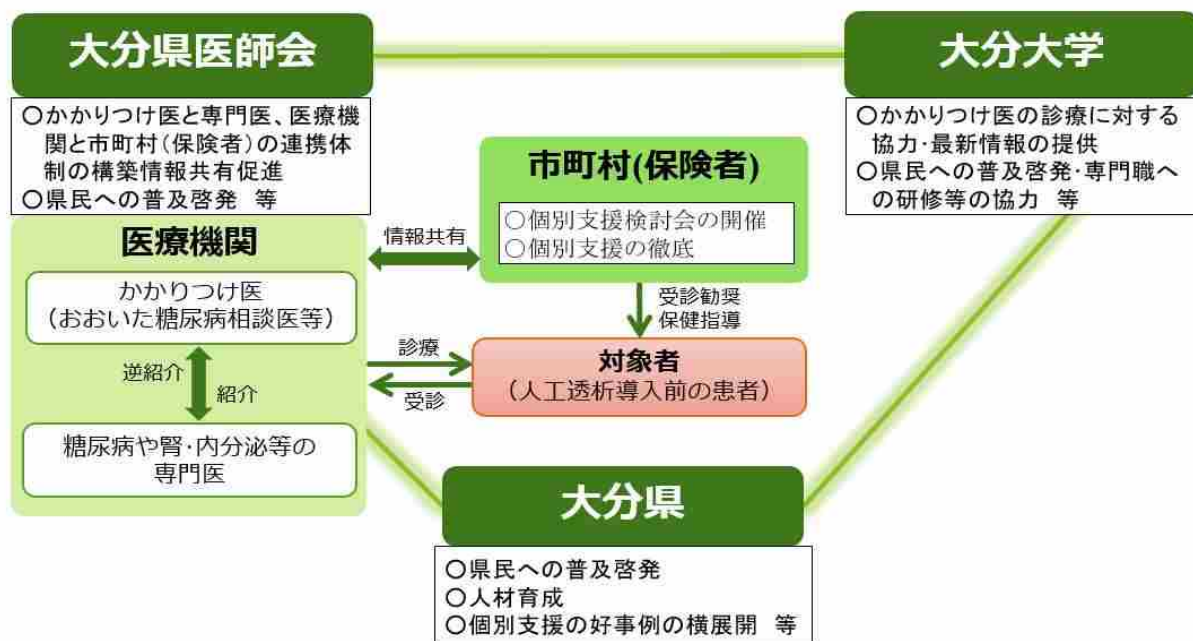 大分県医師会
○かかりつけ医と専門医、医療機
関と市町村(保険者)の連携体
制の構築情報共有促進
○県民への普及啓発 等
大分大学
○かかりつけ医の診療に対する
協力・最新情報の提供
○県民への普及啓発・専門職へ
の研修等の協力 等
市町村(保険者)
○個別支援検討会の開催
○個別支援の徹底
医療機関
かかりつけ医
(おおいた糖尿病相談医等)
逆紹介
紹介
糖尿病や腎・内分泌等の
専門医
情報共有
受診勧奨
保健指導
診療
受診
対象者
(人工透析導入前の患者)
大分県
○県民への普及啓発
○人材育成
○個別支援の好事例の横展開 等